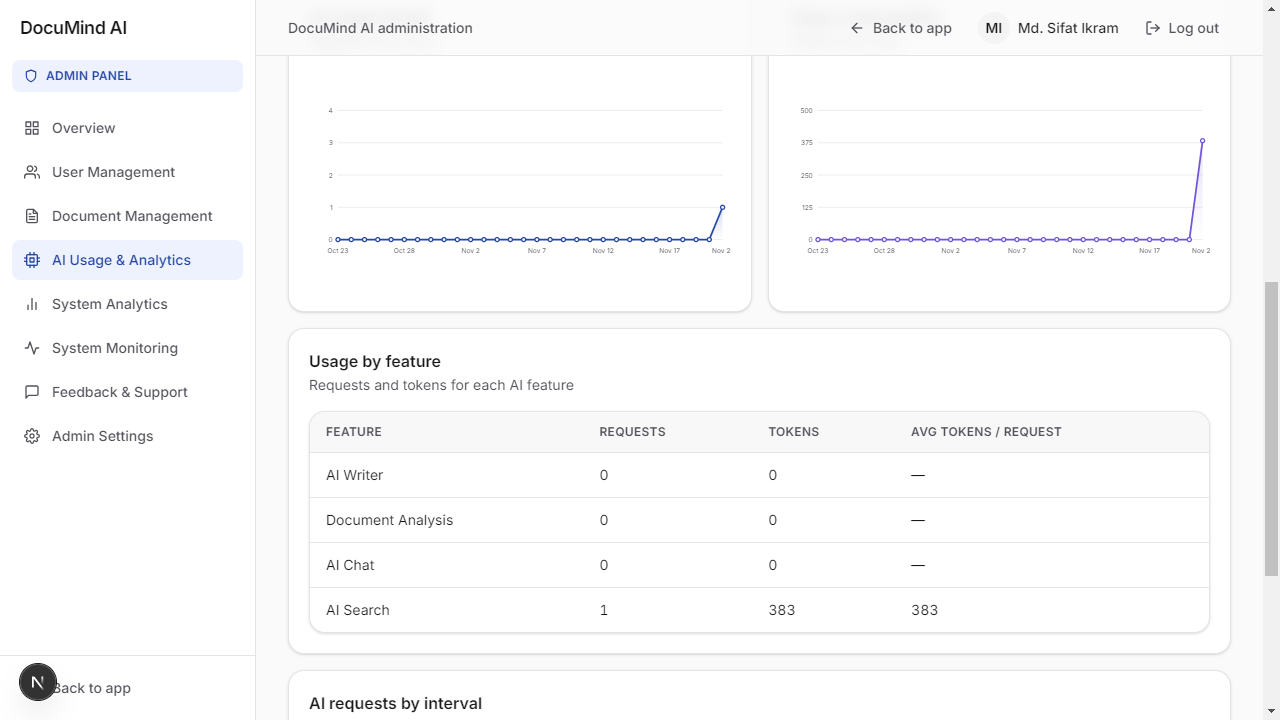 DocuMind AI
ADMIN PANEL
Overview
User Management
Document Management
AI Usage & Analytics
System Analytics
System Monitoring
Feedback & Support
Admin Settings
Back to app
N
DocuMind AI administration
Back to app
MI
Md. Sifat Ikram
Log out
4
3
2
1
0
Oct 23 Oct 28 Nov 2 Nov 7 Nov 12 Nov 17 Nov 2
500
375
250
125
0
Oct 23 Oct 28 Nov 2 Nov 7 Nov 12 Nov 17 Nov 2
Usage by feature
Requests and tokens for each AI feature
FEATURE REQUESTS TOKENS AVG TOKENS / REQUEST
AI Writer 0 0 —
Document Analysis 0 0 —
AI Chat 0 0 —
AI Search 1 383 383
AI requests by interval